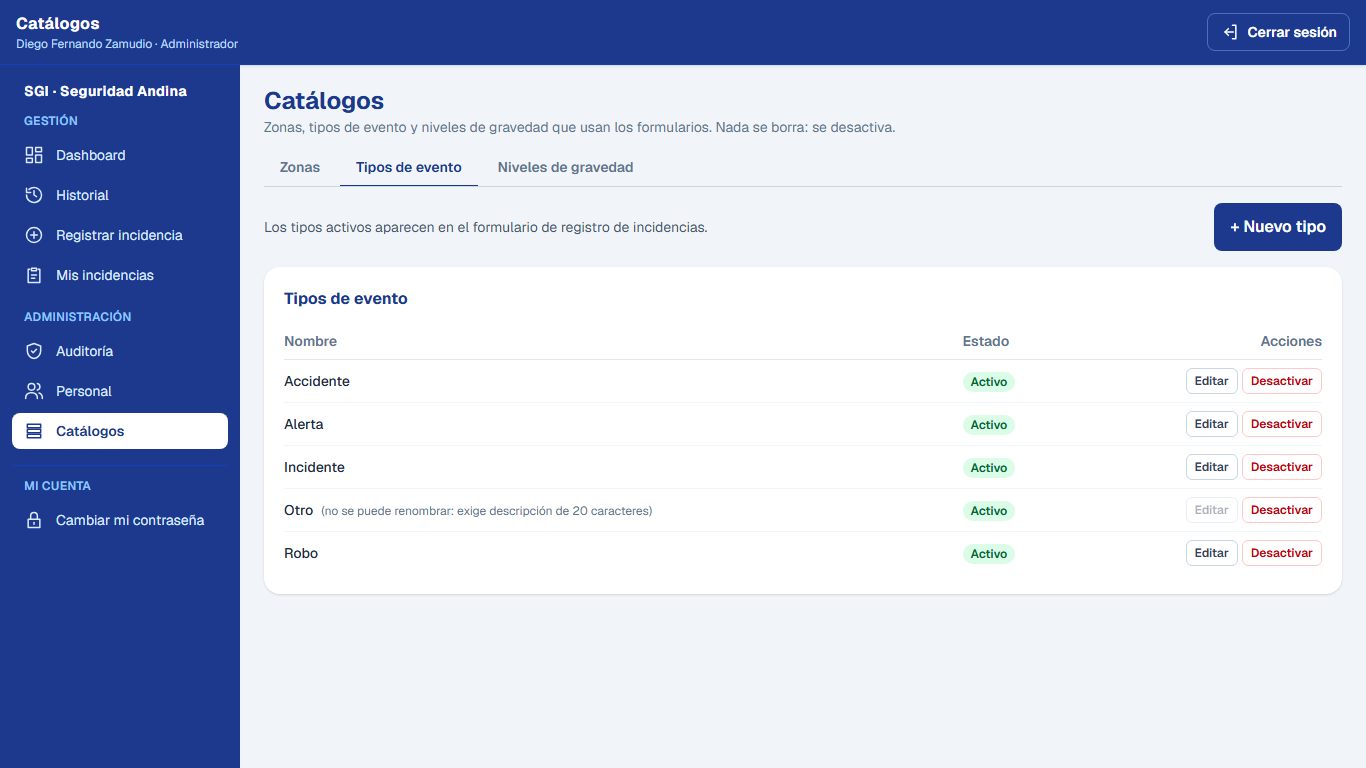 Catálogos
Diego Fernando Zamudio · Administrador
Cerrar sesión
SGI · Seguridad Andina
GESTIÓN
Dashboard
Historial
Registrar incidencia
Mis incidencias
ADMINISTRACIÓN
Auditoría
Personal
Catálogos
MI CUENTA
Cambiar mi contraseña
Catálogos
Zonas, tipos de evento y niveles de gravedad que usan los formularios. Nada se borra: se desactiva.
Zonas Tipos de evento Niveles de gravedad
Los tipos activos aparecen en el formulario de registro de incidencias.
+ Nuevo tipo
Tipos de evento
Nombre Estado Acciones
Accidente Activo Editar Desactivar
Alerta Activo Editar Desactivar
Incidente Activo Editar Desactivar
Otro (no se puede renombrar: exige descripción de 20 caracteres) Activo Editar Desactivar
Robo Activo Editar Desactivar